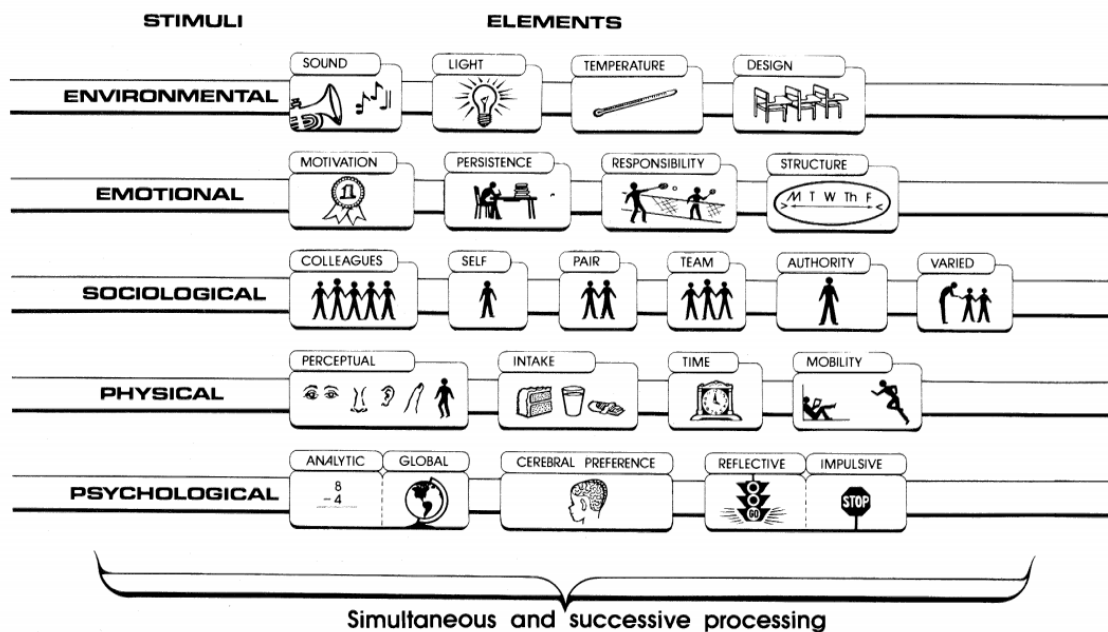 STIMULI ELEMENTS
SOUND LIGHT TEMPERATURE DESIGN
ENVIRONMENTAL
MOTIVATION PERSISTENCE RESPONSIBILITY STRUCTURE
1
EMOTIONAL
M T W Th F
COLLEAGUES SELF PAIR TEAM AUTHORITY VARIED
SOCIOLOGICAL
PERCEPTUAL INTAKE TIME MOBILITY
PHYSICAL
ANALYTIC GLOBAL CEREBRAL PREFERENCE REFLECTIVE IMPULSIVE
8
PSYCHOLOGICAL
-4
STOP
GO
Simultaneous and successive processing